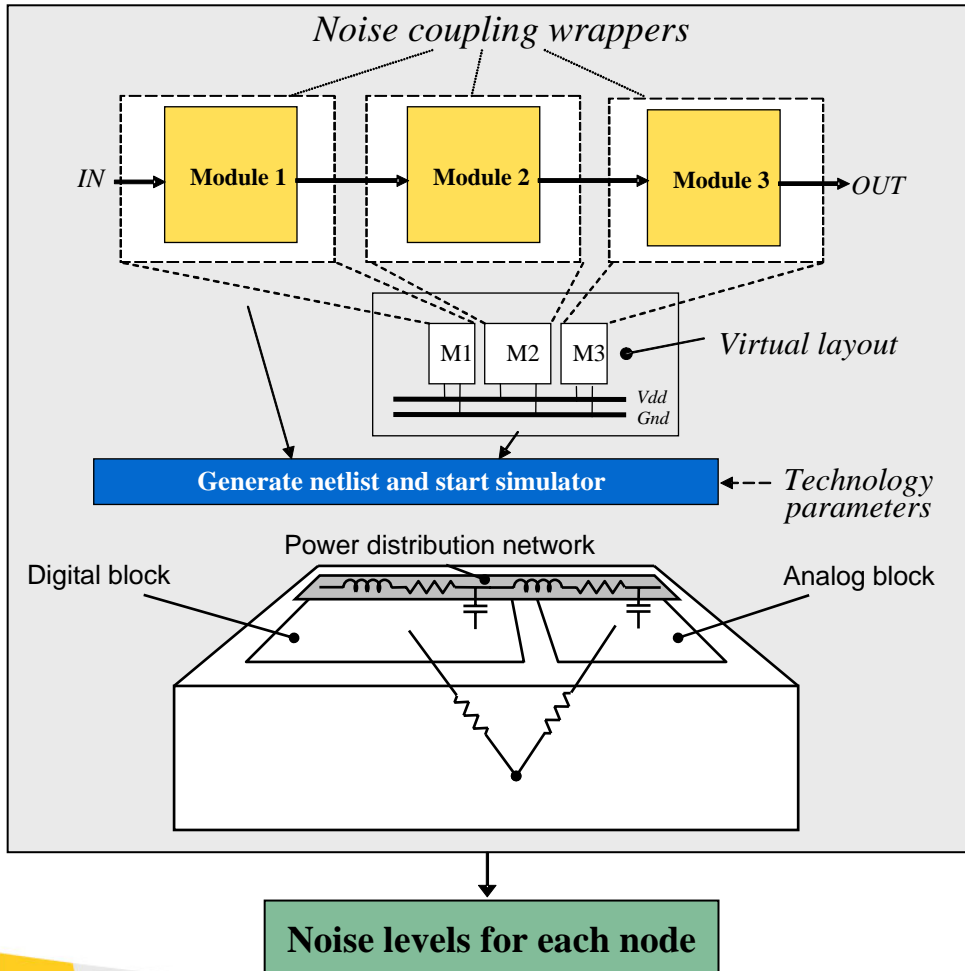 Noise coupling wrappers
IN
Module 1
Module 2
Module 3
OUT
M1
M2
M3
Virtual layout
Vdd
Gnd
Generate netlist and start simulator
Technology
parameters
Power distribution network
Digital block
Analog block
Noise levels for each node